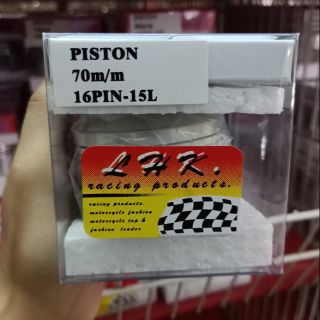 PISTON
70m/m
16PIN-15L
LHK.
racing products.
racing products.
motorcycle fashion
motorcycle top &
fashion leader